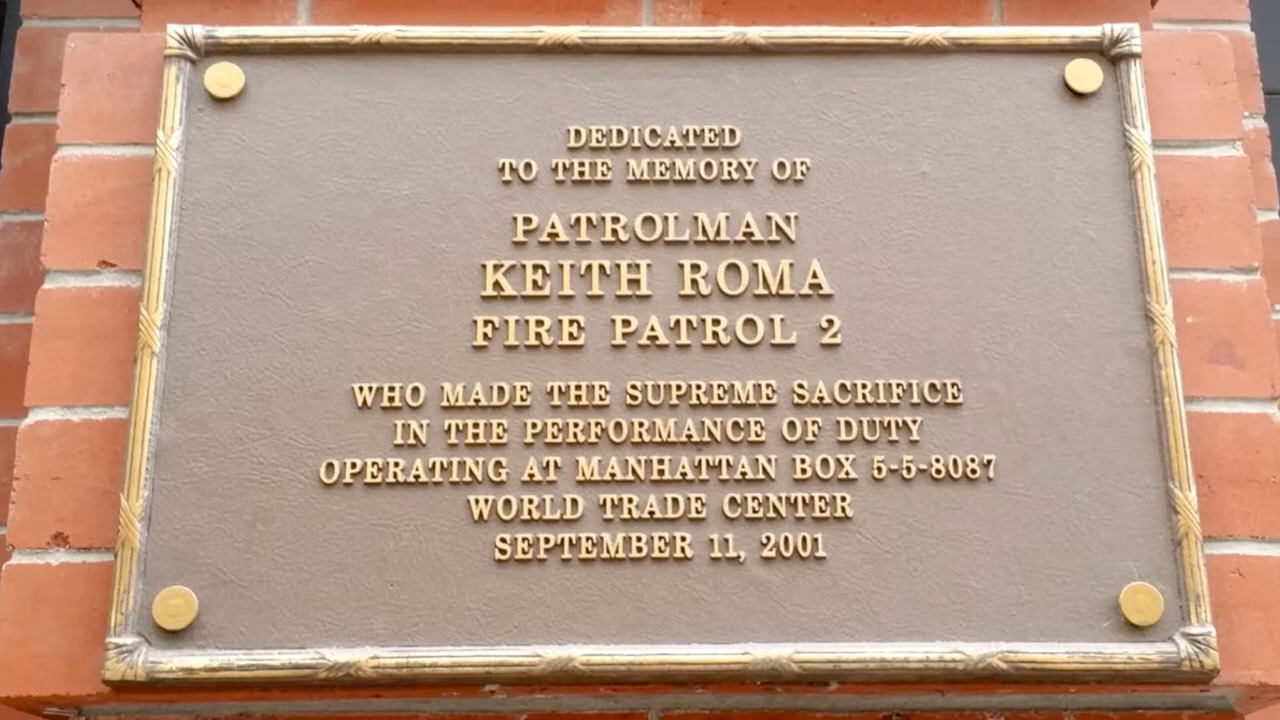 DEDICATED
TO THE MEMORY OF
PATROLMAN
KEITH ROMA
FIRE PATROL 2
WHO MADE THE SUPREME SACRIFICE
IN THE PERFORMANCE OF DUTY
OPERATING AT MANHATTAN BOX 5-5-8087
WORLD TRADE CENTER
SEPTEMBER 11, 2001